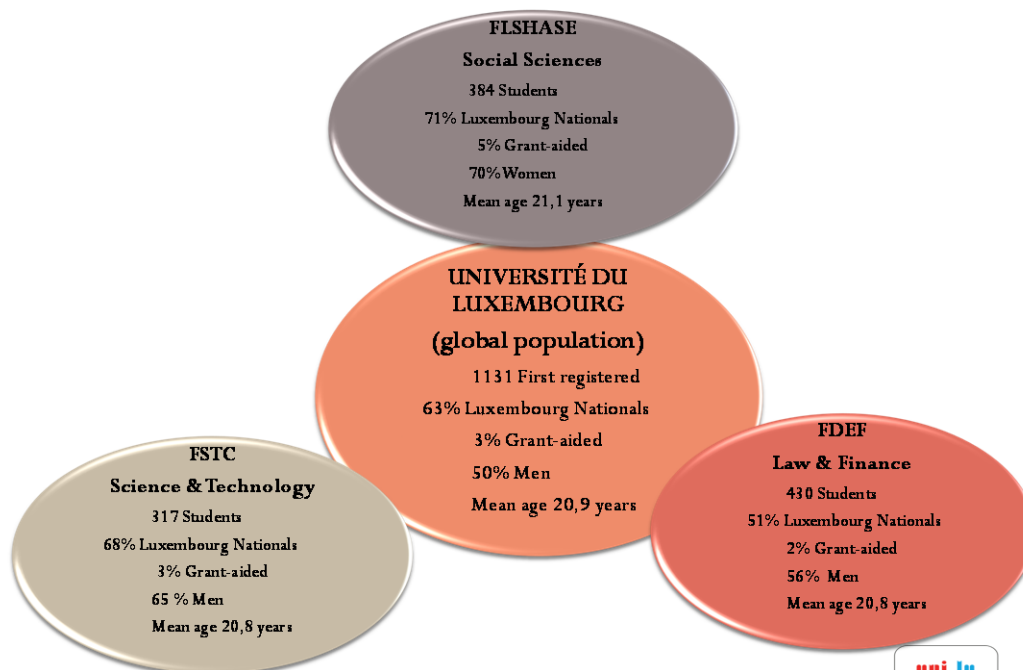 FLSHASE
Social Sciences
384 Students
71% Luxembourg Nationals
5% Grant-aided
70% Women
Mean age 21,1 years
UNIVERSITÉ DU
LUXEMBOURG
(global population)
1131 First registered
63% Luxembourg Nationals
3% Grant-aided
50% Men
Mean age 20,9 years
FSTC
Science & Technology
317 Students
68% Luxembourg Nationals
3% Grant-aided
65 % Men
Mean age 20,8 years
FDEF
Law & Finance
430 Students
51% Luxembourg Nationals
2% Grant-aided
56% Men
Mean age 20,8 years